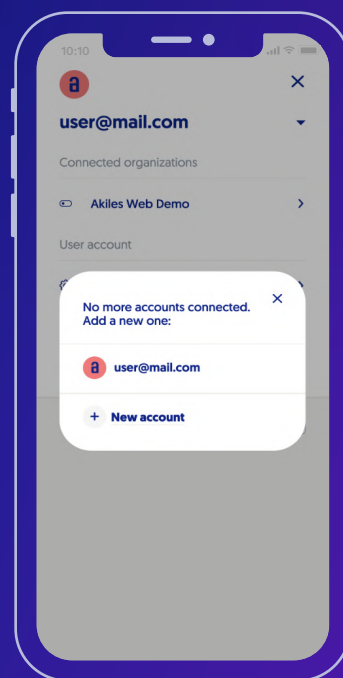 10:10
a
user@mail.com
Connected organizations
Akiles Web Demo
User account
No more accounts connected.
Add a new one:
a
user@mail.com
+ New account